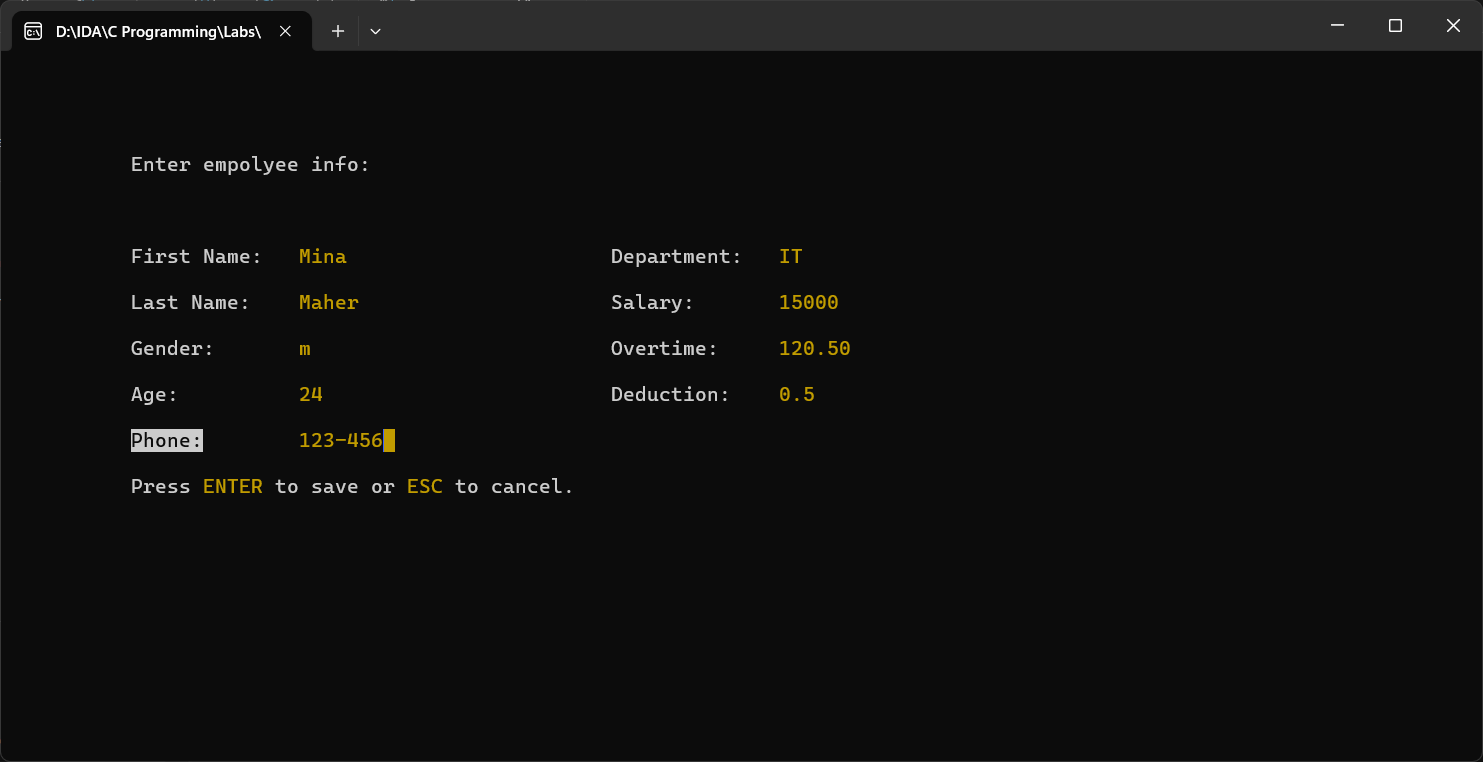 D:\IDA\C Programming\Labs\
Enter empolyee info:
First Name: Mina Department: IT
Last Name: Maher Salary: 15000
Gender: m Overtime: 120.50
Age: 24 Deduction: 0.5
Phone: 123-456
Press ENTER to save or ESC to cancel.